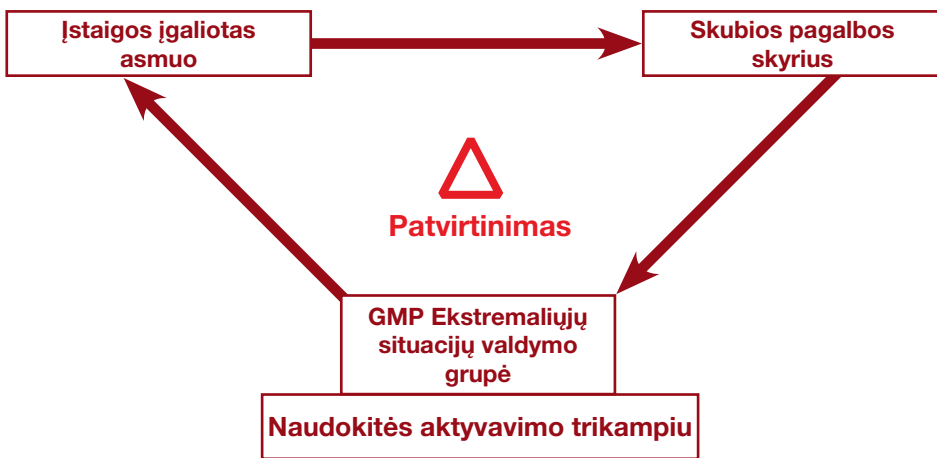 Įstaigos įgaliotas
asmuo
Skubios pagalbos
skyrius
Patvirtinimas
GMP Ekstremaliųjų
situacijų valdymo
grupė
Naudokitės aktyvavimo trikampiu